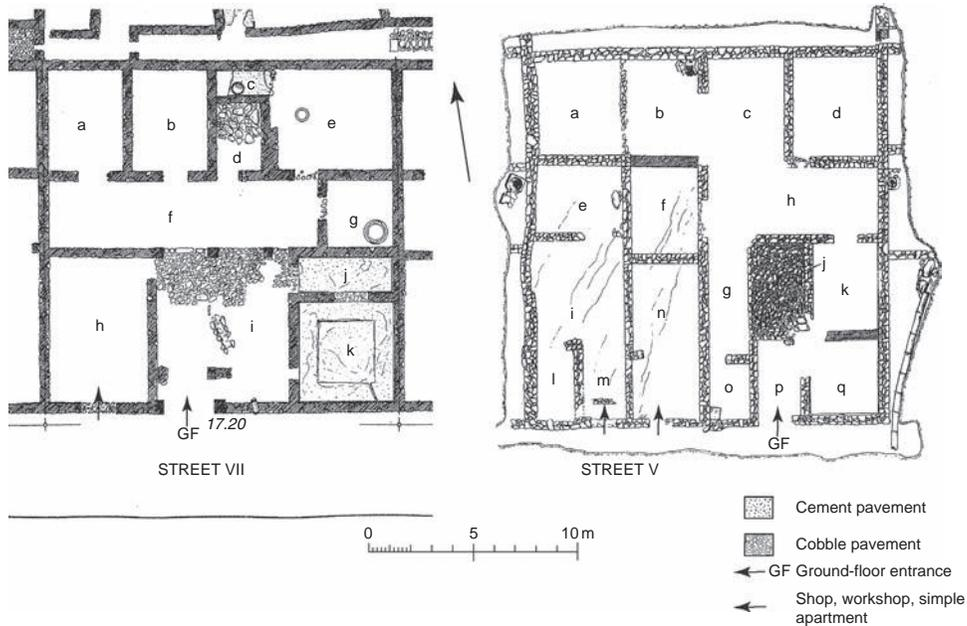 a
b
c
d
e
f
g
h
i
j
k
17.20
GF
STREET VII
a
b
c
d
e
f
h
g
j
k
i
n
l
m
o
p
q
GF
STREET V
0 5 10 m
Cement pavement
Cobble pavement
GF Ground-floor entrance
Shop, workshop, simple
apartment